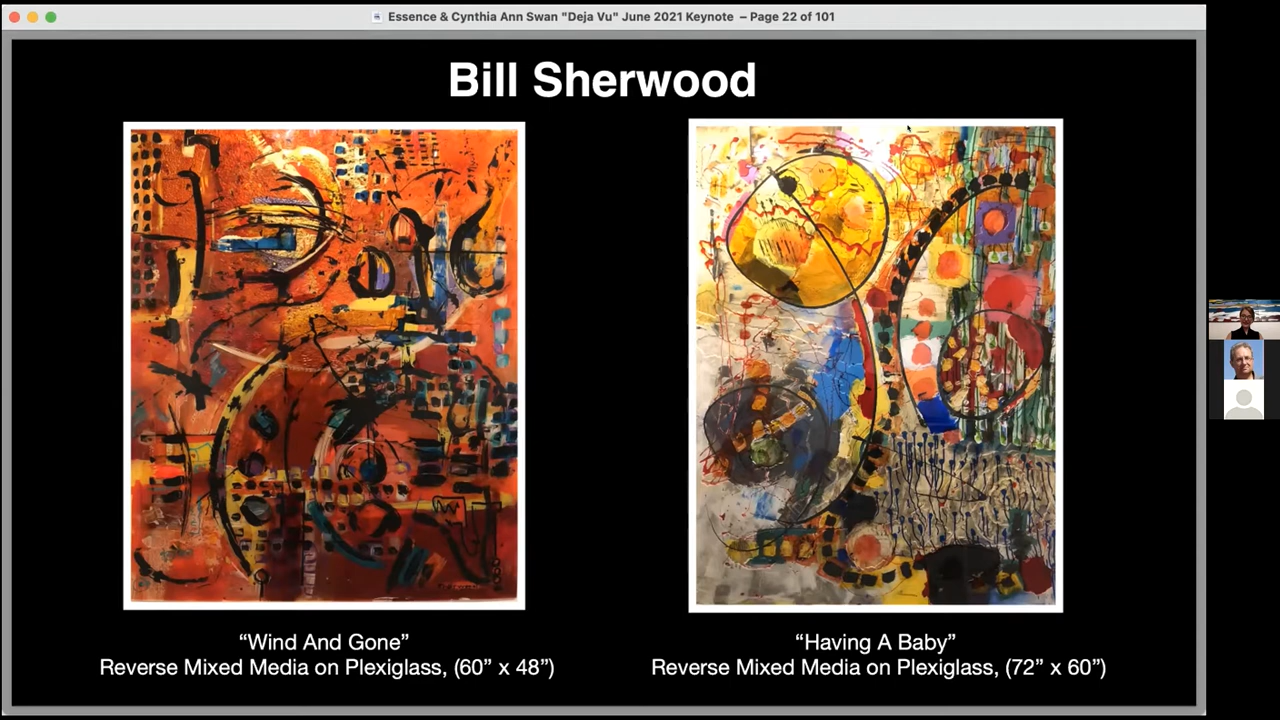 Essence & Cynthia Ann Swan "Deja Vu" June 2021 Keynote – Page 22 of 101
Bill Sherwood
“Wind And Gone”
Reverse Mixed Media on Plexiglass, (60” x 48”)
“Having A Baby”
Reverse Mixed Media on Plexiglass, (72” x 60”)